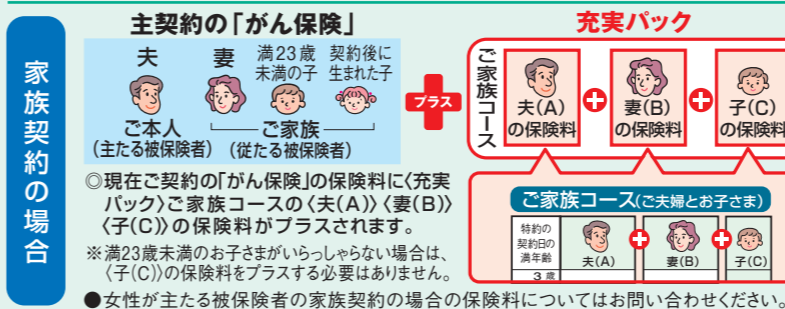 家族契約の場合
主契約の「がん保険」
夫 妻 満23歳未満の子 契約後に生まれた子
ご本人 ご家族
(主たる被保険者) (従たる被保険者)
プラス
充実パック
ご家族コース
夫(A)の保険料 + 妻(B)の保険料 + 子(C)の保険料
◎現在ご契約の「がん保険」の保険料に〈充実
パック〉ご家族コースの〈夫(A)〉〈妻(B)〉
〈子(C)〉の保険料がプラスされます。
※満23歳未満のお子さまがいらっしゃらない場合は、
〈子(C)〉の保険料をプラスする必要はありません。
ご家族コース(ご夫婦とお子さま)
特約の
契約日の
満年齢
夫(A) + 妻(B) + 子(C)
3歳
●女性が主たる被保険者の家族契約の場合の保険料についてはお問い合わせください。